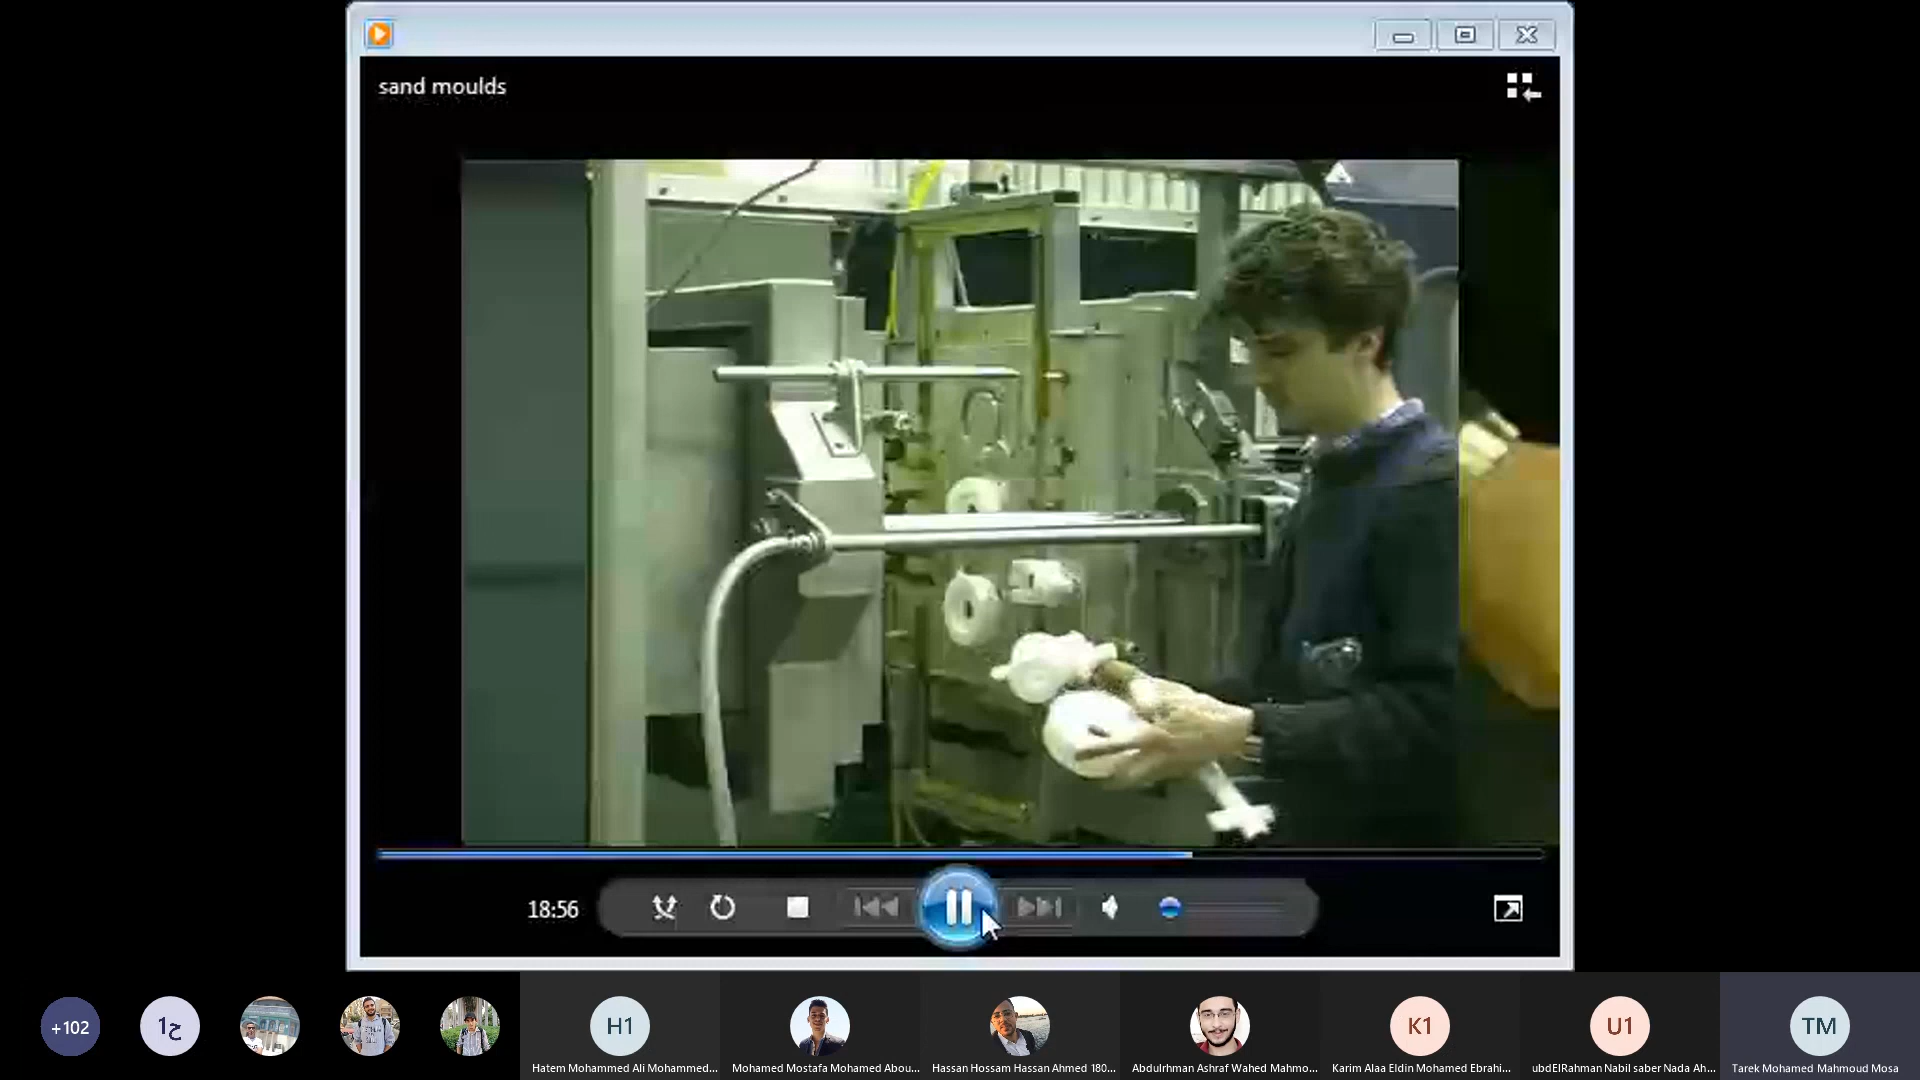 sand moulds
18:56
+102
ح1
H1
K1
U1
TM
Hatem Mohammed Ali Mohammed...
Mohamed Mostafa Mohamed Abou...
Hassan Hossam Hassan Ahmed 180...
Abdulrhman Ashraf Wahed Mahmo...
Karim Alaa Eldin Mohamed Ebrahi...
ubdElRahman Nabil saber Nada Ah...
Tarek Mohamed Mahmoud Mosa